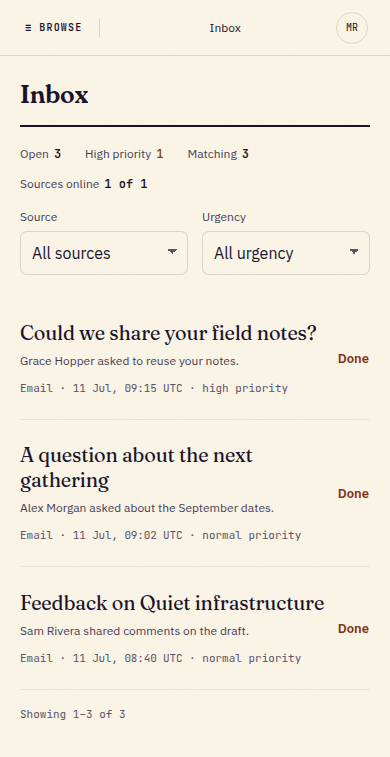 ≡ BROWSE
Inbox
MR
Inbox
Open 3 High priority 1 Matching 3
Sources online 1 of 1
Source Urgency
All sources All urgency
Could we share your field notes?
Grace Hopper asked to reuse your notes.
Done
Email · 11 Jul, 09:15 UTC · high priority
A question about the next
gathering
Done
Alex Morgan asked about the September dates.
Email · 11 Jul, 09:02 UTC · normal priority
Feedback on Quiet infrastructure
Sam Rivera shared comments on the draft.
Done
Email · 11 Jul, 08:40 UTC · normal priority
Showing 1–3 of 3